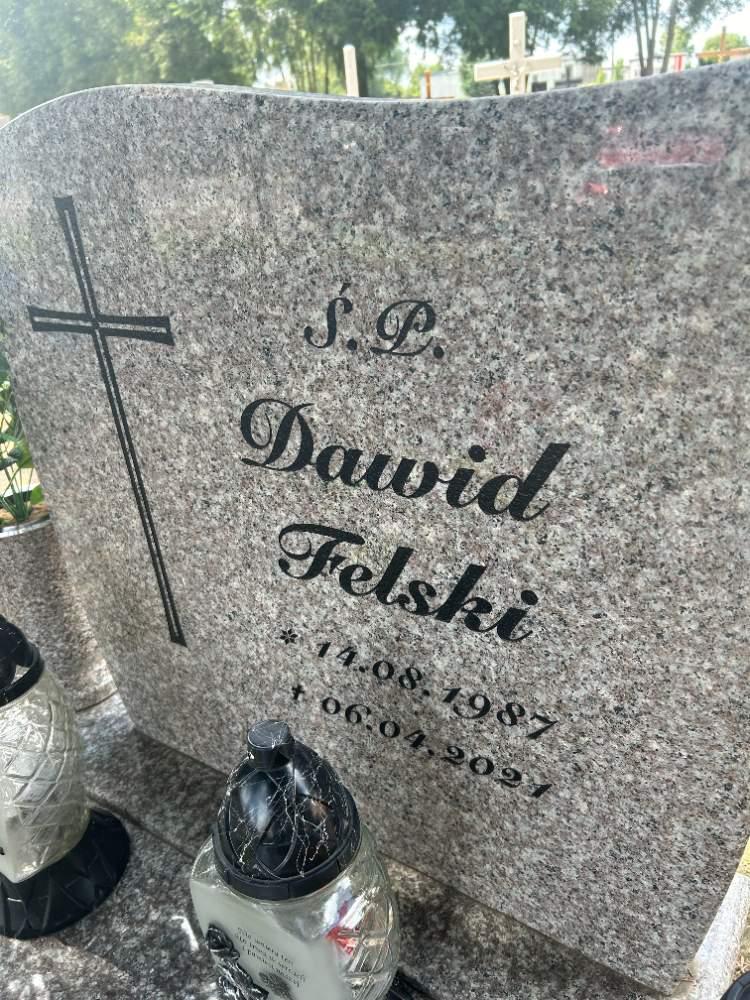 Ś.P.
Dawid
Felski
* 14.08.1987
† 06.04.2021